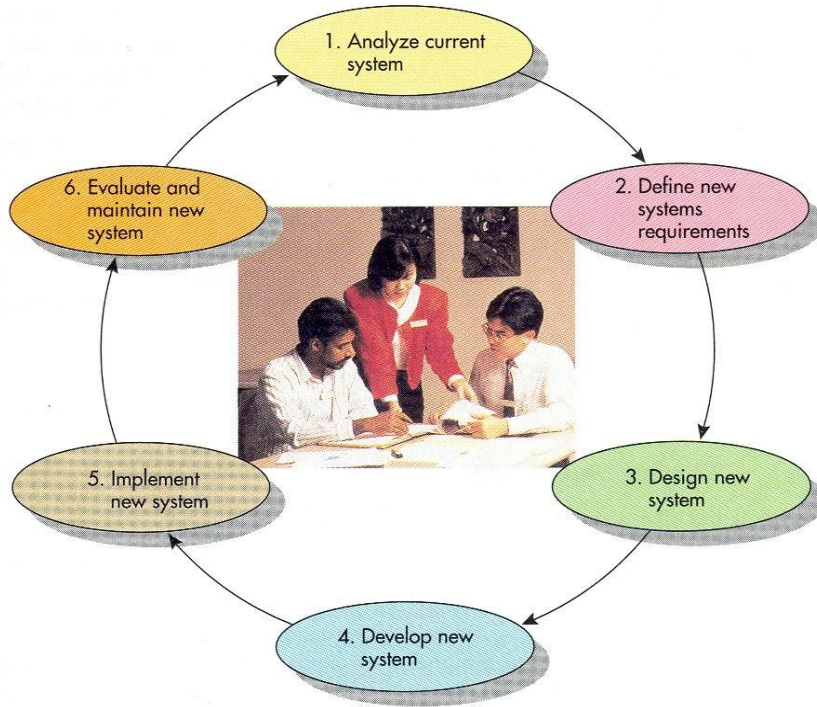 1. Analyze current
system
2. Define new
systems
requirements
3. Design new
system
4. Develop new
system
5. Implement
new system
6. Evaluate and
maintain new
system